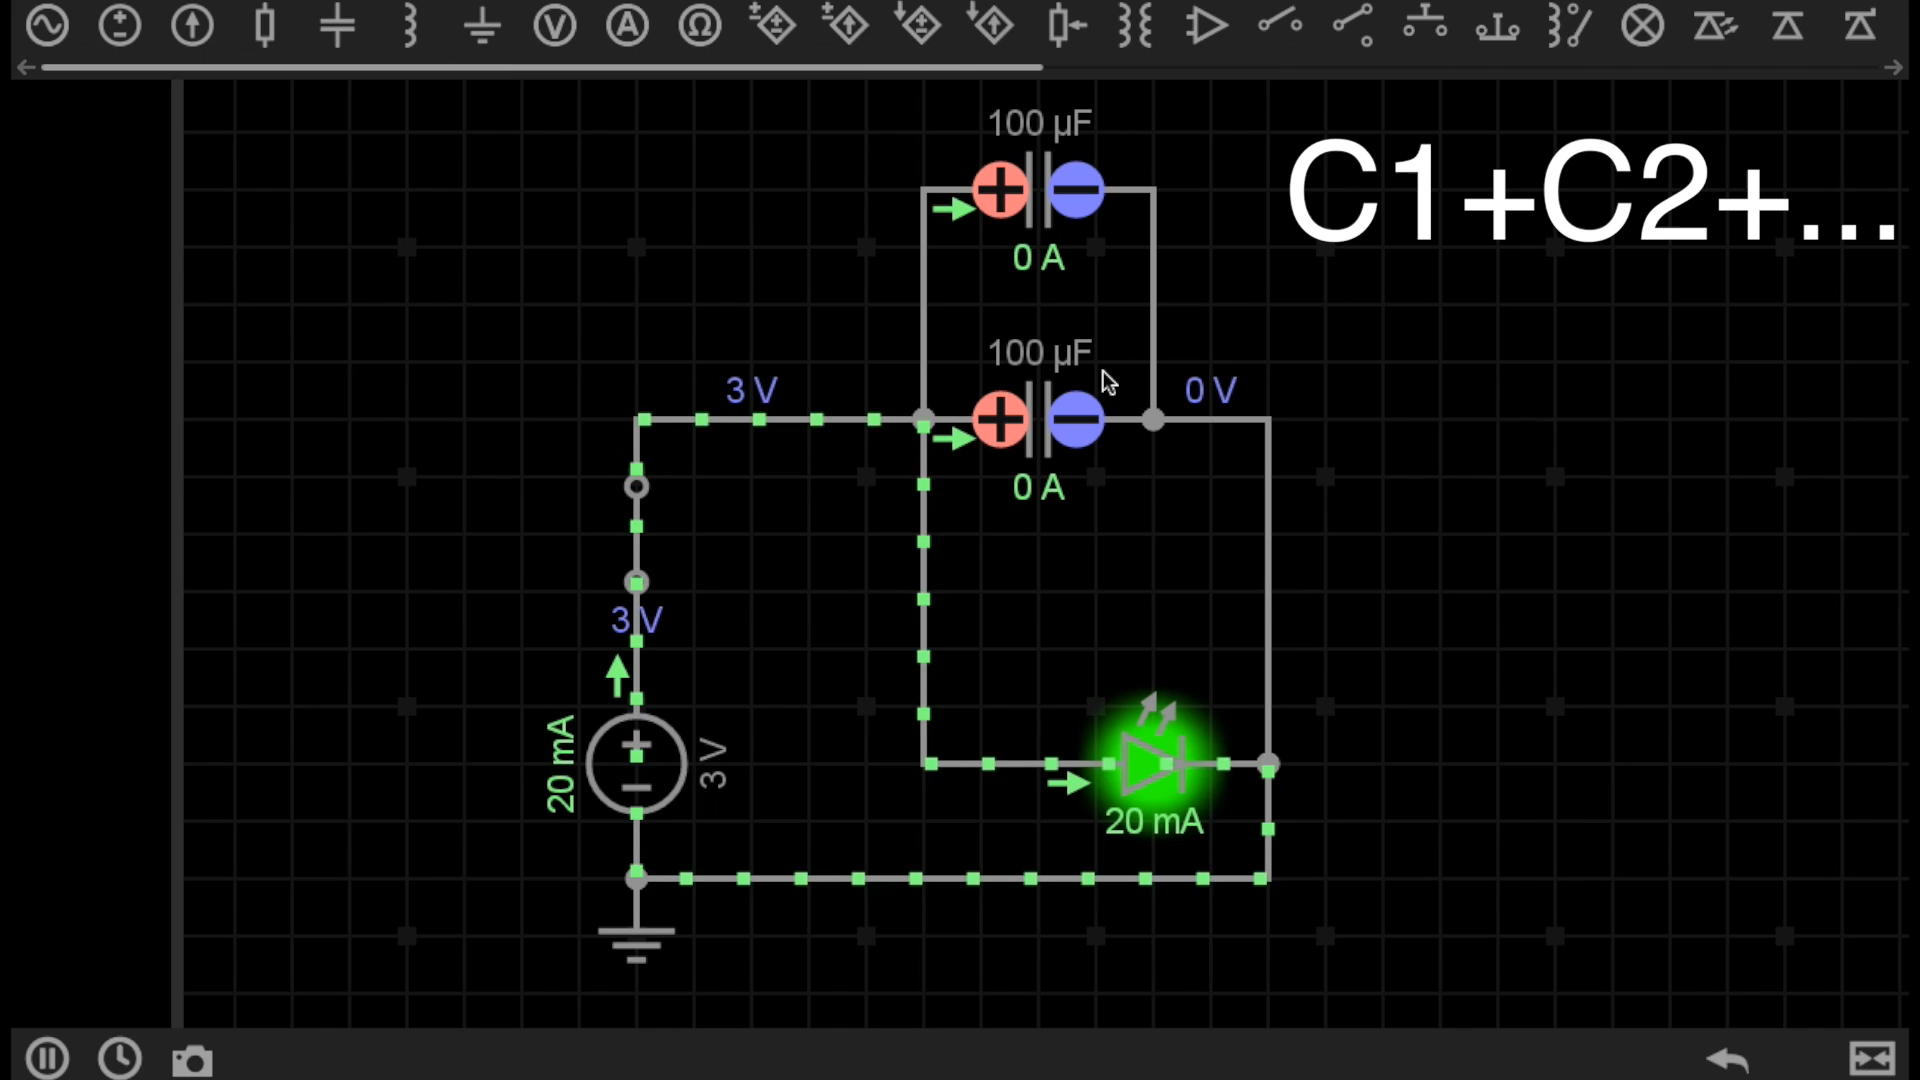 V
A
Ω
100 µF
C1+C2+...
0 A
100 µF
3 V
0 V
0 A
3 V
20 mA
3 V
20 mA